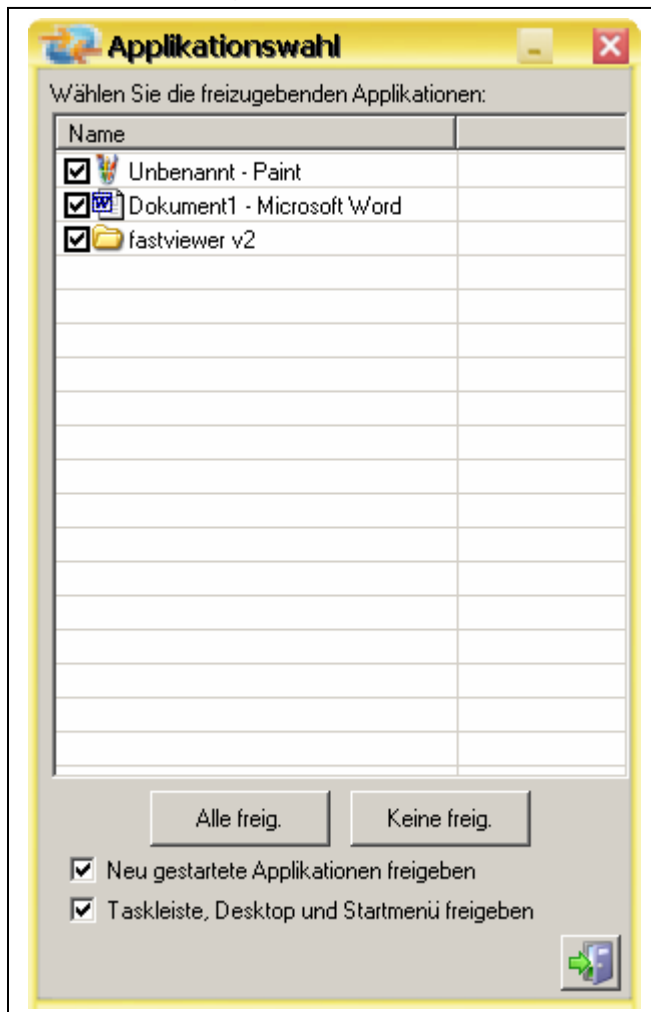 Applikationswahl
Wählen Sie die freizugebenden Applikationen:
Name
Unbenannt - Paint
Dokument1 - Microsoft Word
fastviewer v2
Alle freig. Keine freig.
Neu gestartete Applikationen freigeben
Taskleiste, Desktop und Startmenü freigeben